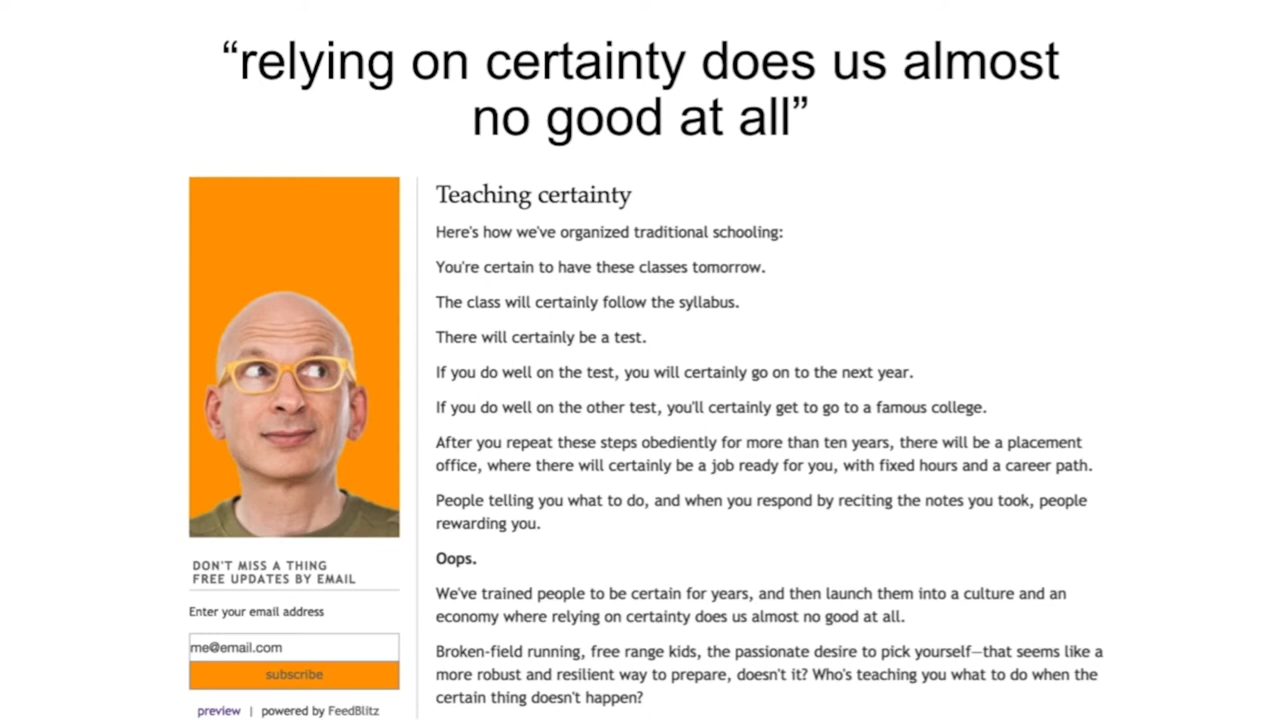 “relying on certainty does us almost
no good at all”
Teaching certainty
Here's how we've organized traditional schooling:
You're certain to have these classes tomorrow.
The class will certainly follow the syllabus.
There will certainly be a test.
If you do well on the test, you will certainly go on to the next year.
If you do well on the other test, you'll certainly get to go to a famous college.
After you repeat these steps obediently for more than ten years, there will be a placement
office, where there will certainly be a job ready for you, with fixed hours and a career path.
People telling you what to do, and when you respond by reciting the notes you took, people
rewarding you.
Oops.
We've trained people to be certain for years, and then launch them into a culture and an
economy where relying on certainty does us almost no good at all.
Broken-field running, free range kids, the passionate desire to pick yourself—that seems like a
more robust and resilient way to prepare, doesn't it? Who's teaching you what to do when the
certain thing doesn't happen?
DON'T MISS A THING
FREE UPDATES BY EMAIL
Enter your email address
me@email.com
subscribe
preview | powered by FeedBlitz